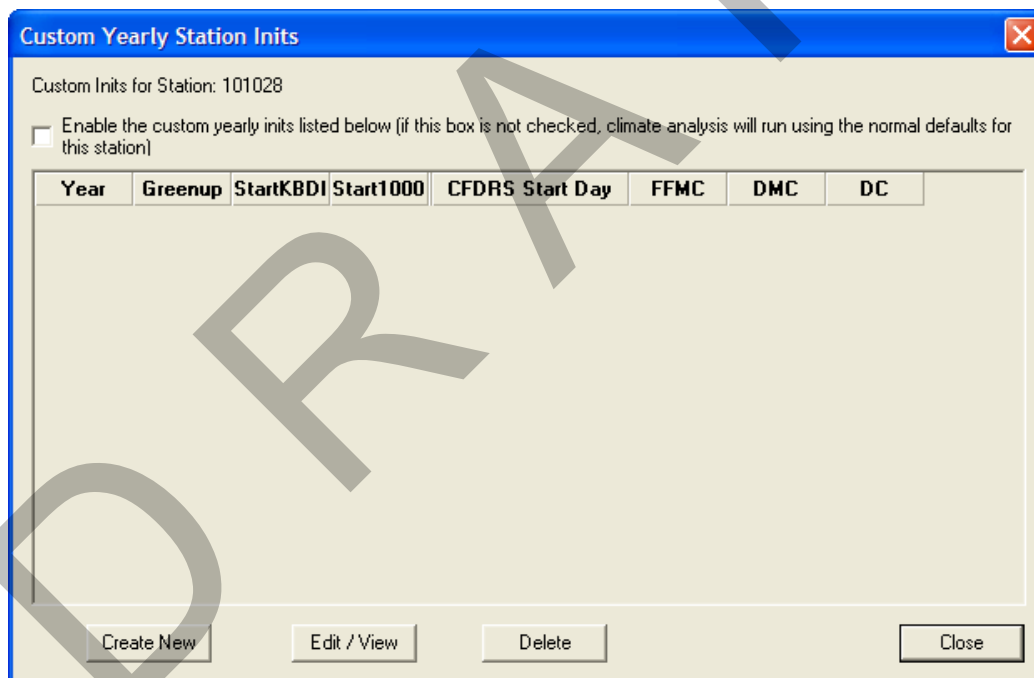 Custom Yearly Station Inits
Custom Inits for Station: 101028
Enable the custom yearly inits listed below (if this box is not checked, climate analysis will run using the normal defaults for
this station)
Year Greenup StartKBDI Start1000 CFDRS Start Day FFMC DMC DC
Create New Edit / View Delete Close
DRA